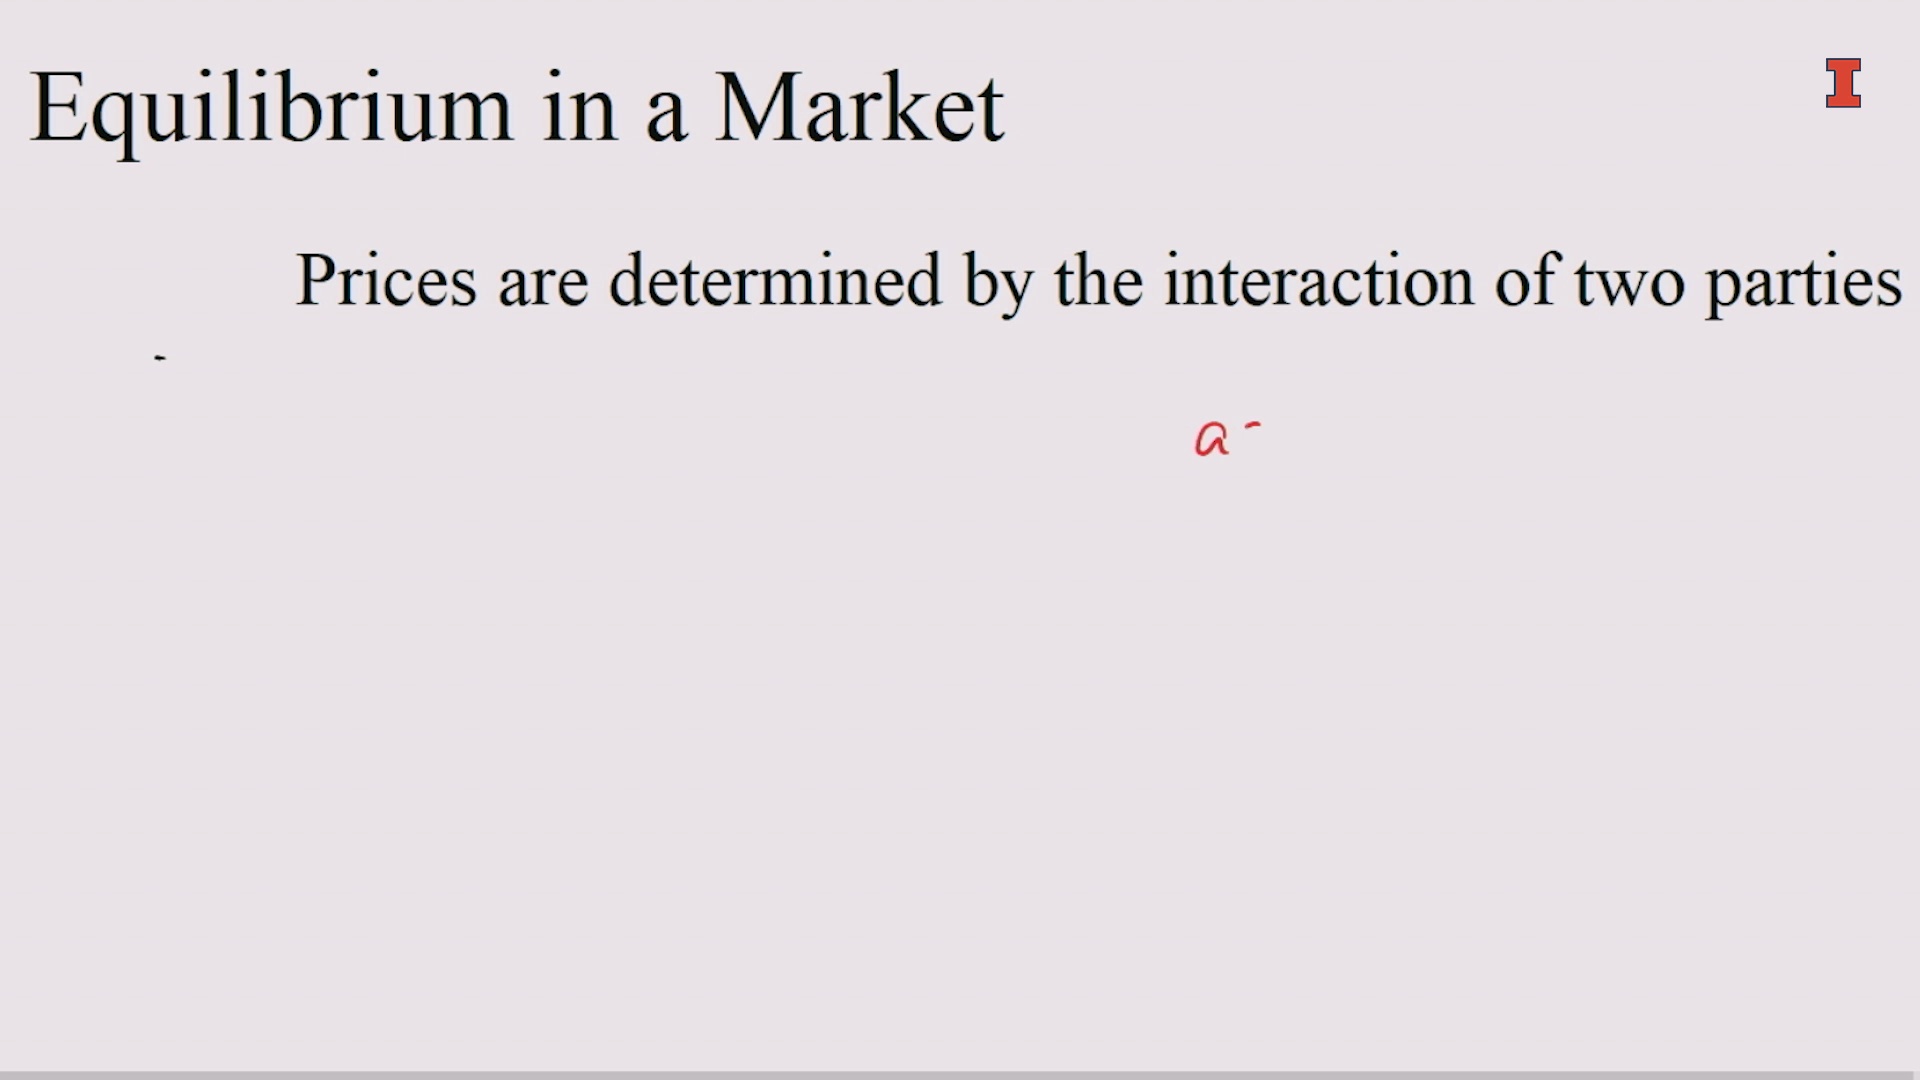 Equilibrium in a Market
I
Prices are determined by the interaction of two parties
a -